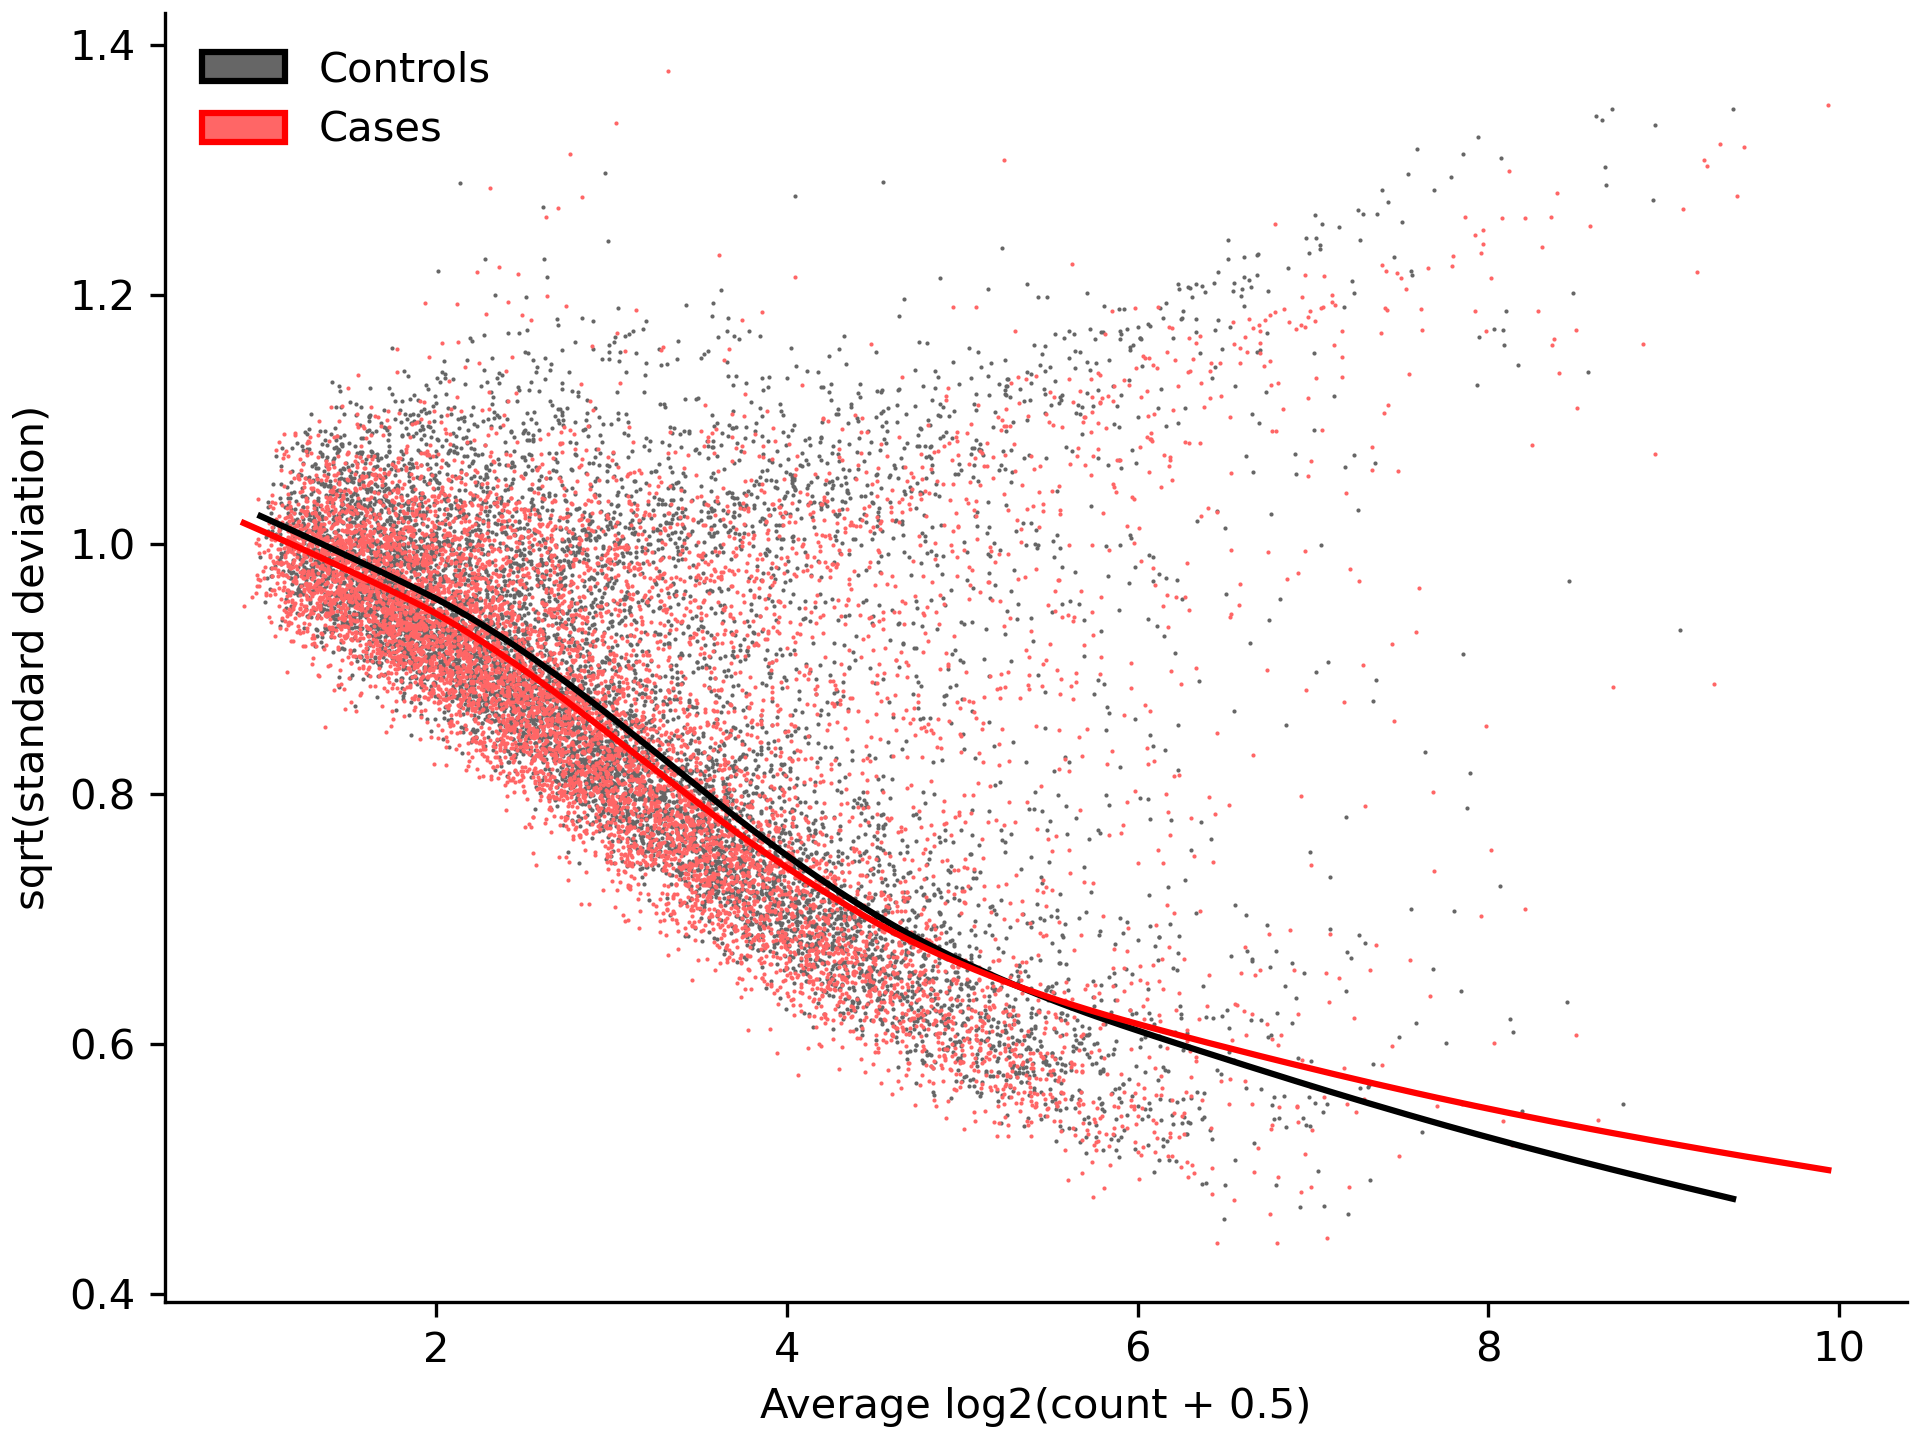 Controls
Cases
1.4
1.2
1.0
0.8
0.6
0.4
sqrt(standard deviation)
2 4 6 8 10
Average log2(count + 0.5)